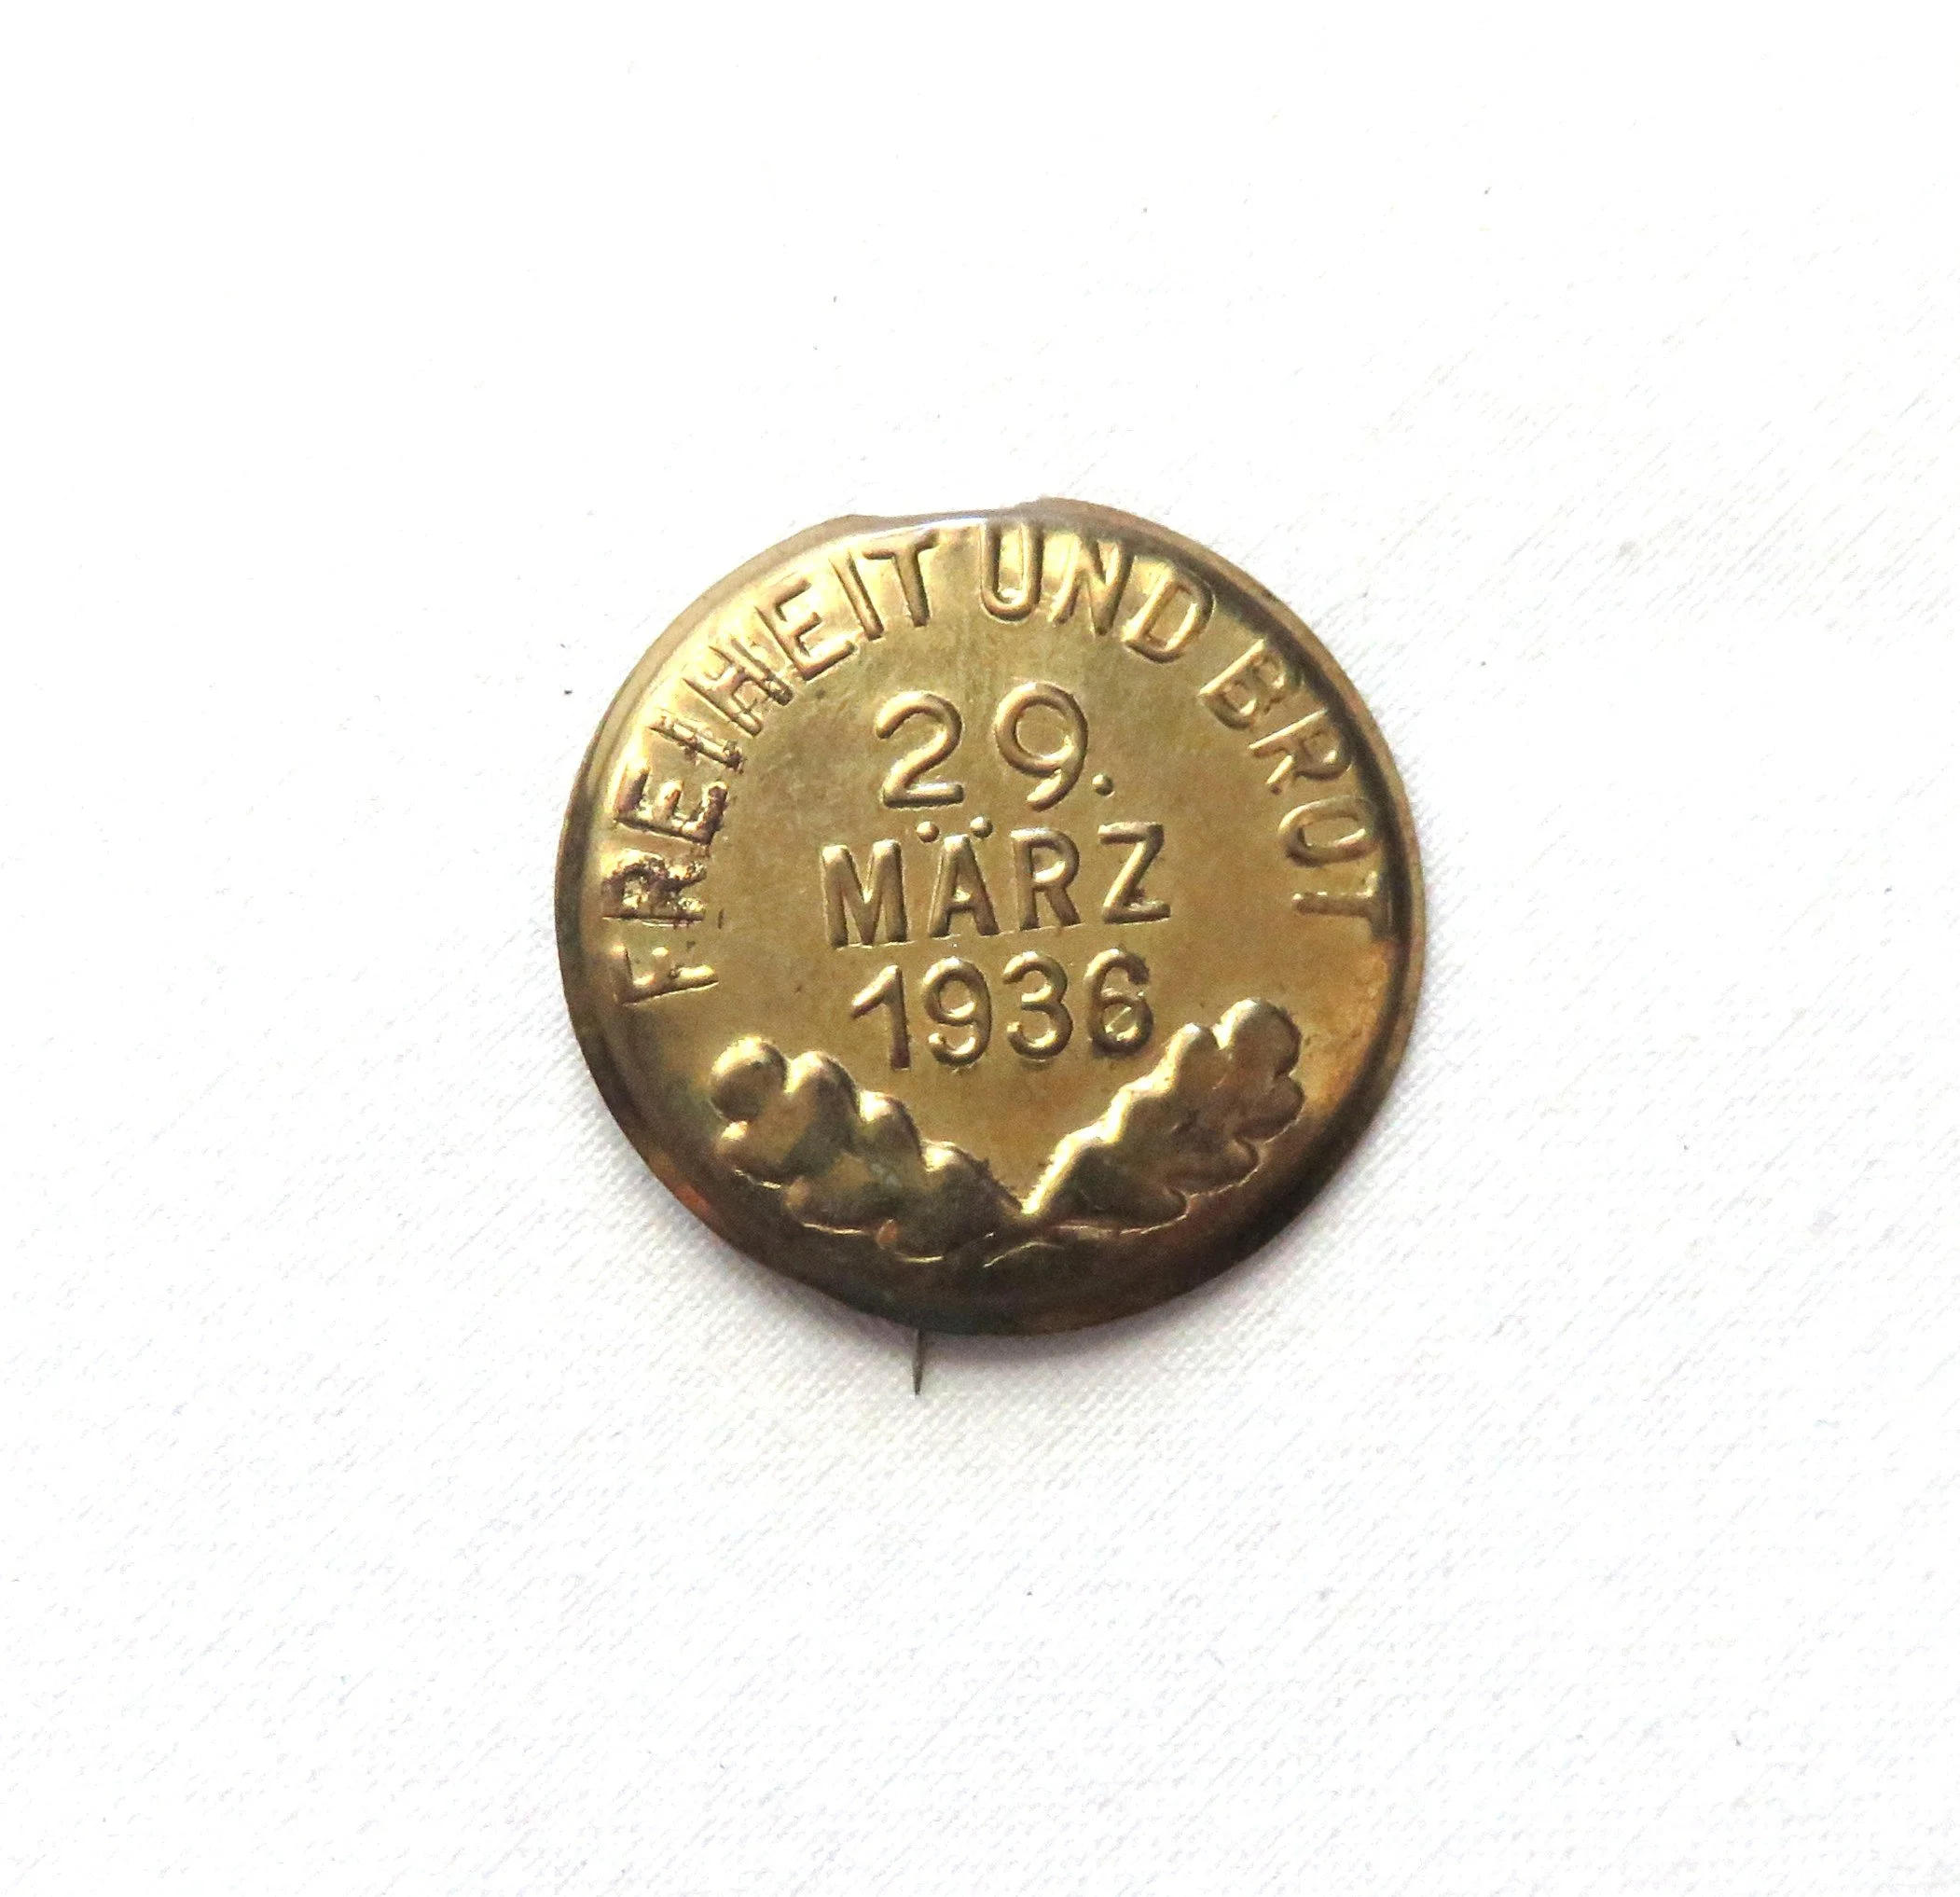 FREIHEIT UND BROT
29.
MÄRZ
1936